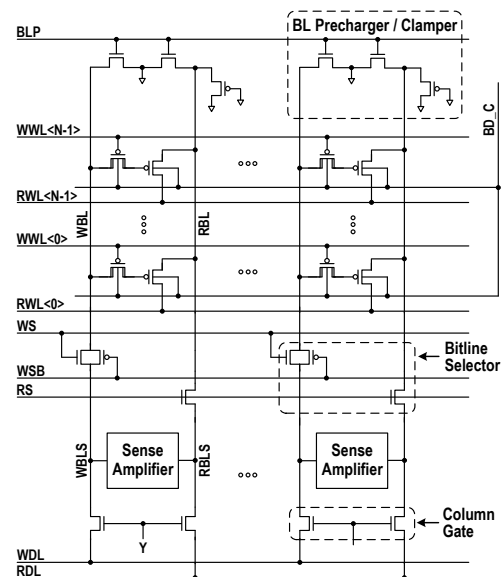 BL Precharger / Clamper
BLP
BD_C
WWL<N-1>
RWL<N-1>
WBL
RBL
WWL<0>
RWL<0>
WS
Bitline
Selector
WSB
RS
WBLS
Sense
Amplifier
RBLS
Sense
Amplifier
Column
Gate
Y
WDL
RDL